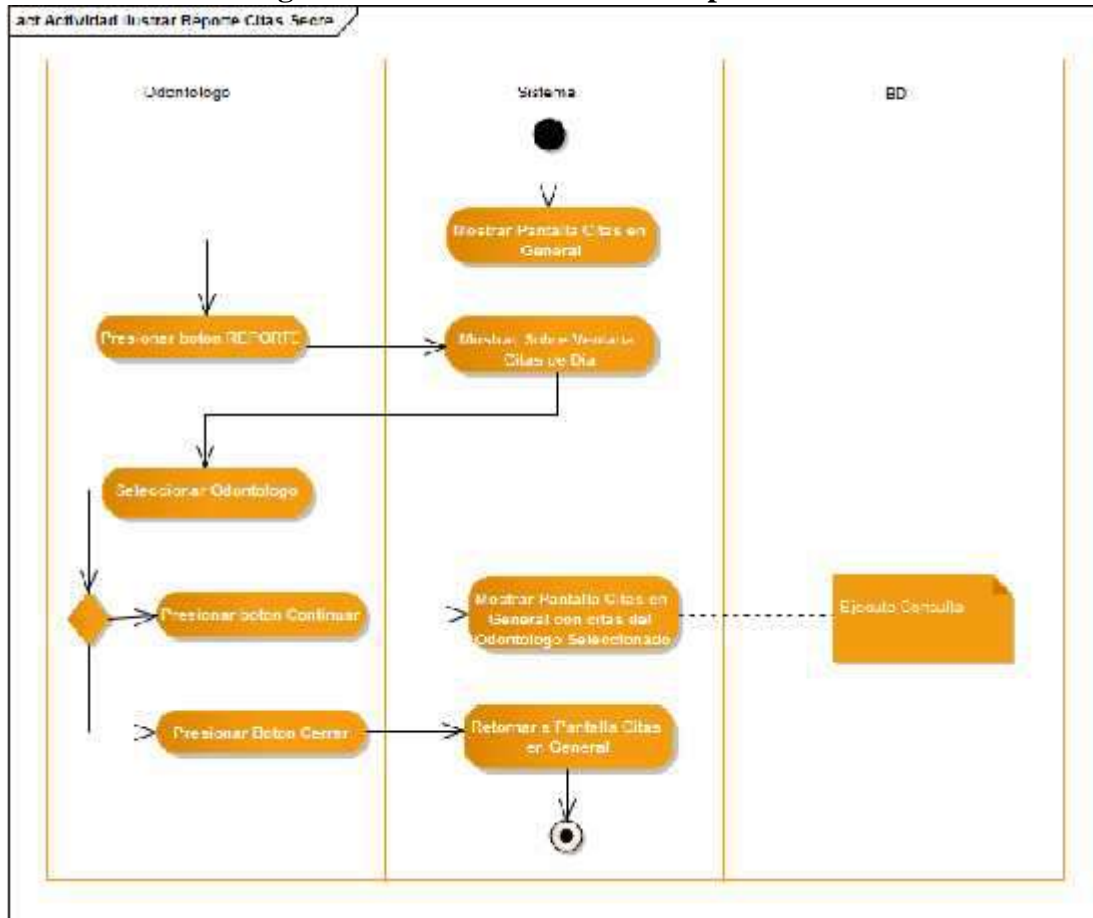 act Actividad Ilustrar Reporte Citas Secre
Odontologo
Sistema
BD
Mostrar Pantalla Citas en
General
Presionar boton REPORTE
Mostrar Sobre Ventana
Citas de Dia
Seleccionar Odontologo
Presionar boton Continuar
Mostrar Pantalla Citas en
General con citas del
Odontologo Seleccionado
Ejecuta Consulta
Presionar Boton Cerrar
Retornar a Pantalla Citas
en General